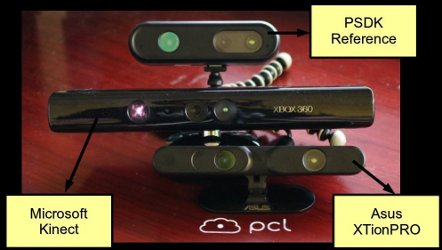 PSDK
Reference
XBOX 360
Microsoft
Kinect
ASUS
Asus
XTionPRO
pcl